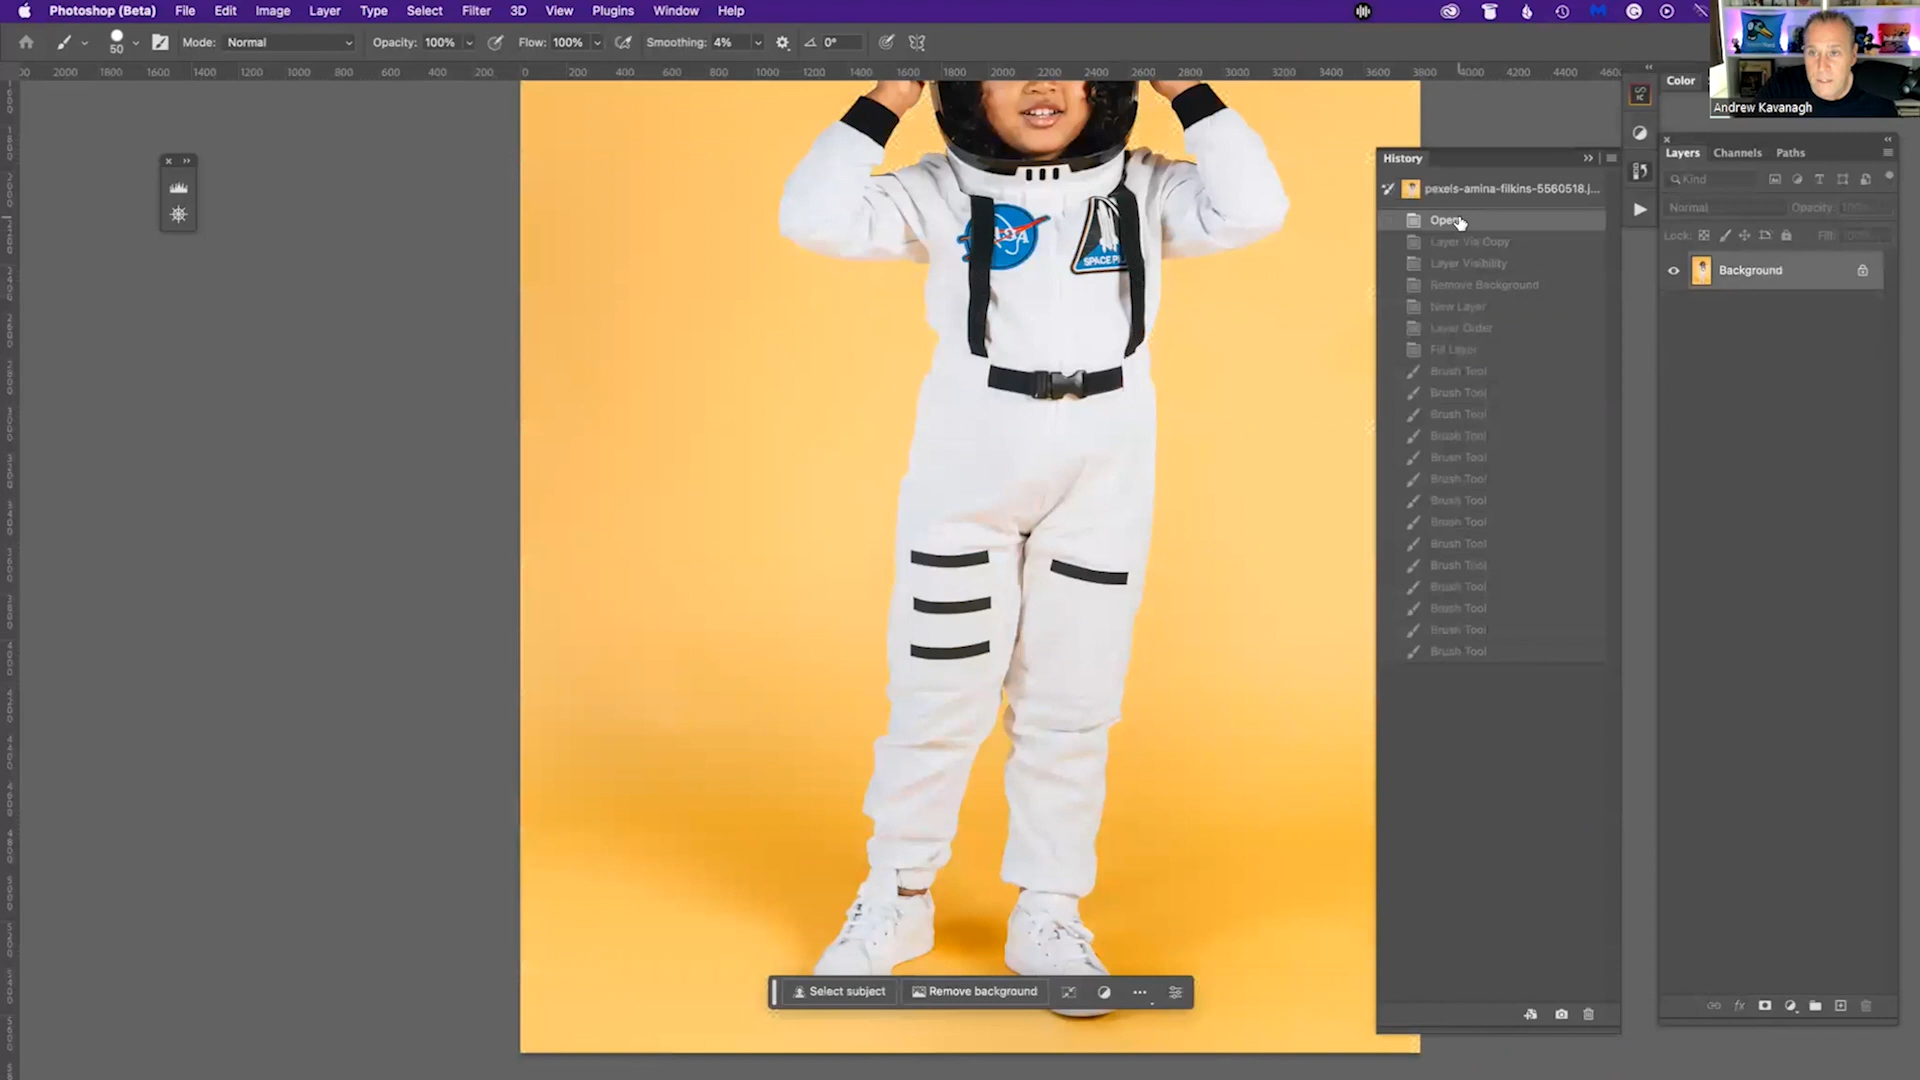 Photoshop (Beta) File Edit Image Layer Type Select Filter 3D View Plugins Window Help
50 Mode: Normal Opacity: 100% Flow: 100% Smoothing: 4% 0°
2000 1800 1600 1400 1200 1000 800 600 400 200 0 200 400 600 800 1000 1200 1400 1600 1800 2000 2200 2400 2600 2800 3000 3200 3400 3600 3800 4000 4200 4400
Andrew Kavanagh
Color
History
pexels-amina-filkins-5560518.j...
Open
Layer Via Copy
Layer Visibility
Remove Background
New Layer
Layer Order
Fill Layer
Brush Tool
Brush Tool
Brush Tool
Brush Tool
Brush Tool
Brush Tool
Brush Tool
Brush Tool
Brush Tool
Brush Tool
Brush Tool
Brush Tool
Brush Tool
Brush Tool
Layers Channels Paths
Kind
Normal Opacity: 100%
Lock: Fill: 100%
Background
NASA
SPACE
Select subject Remove background